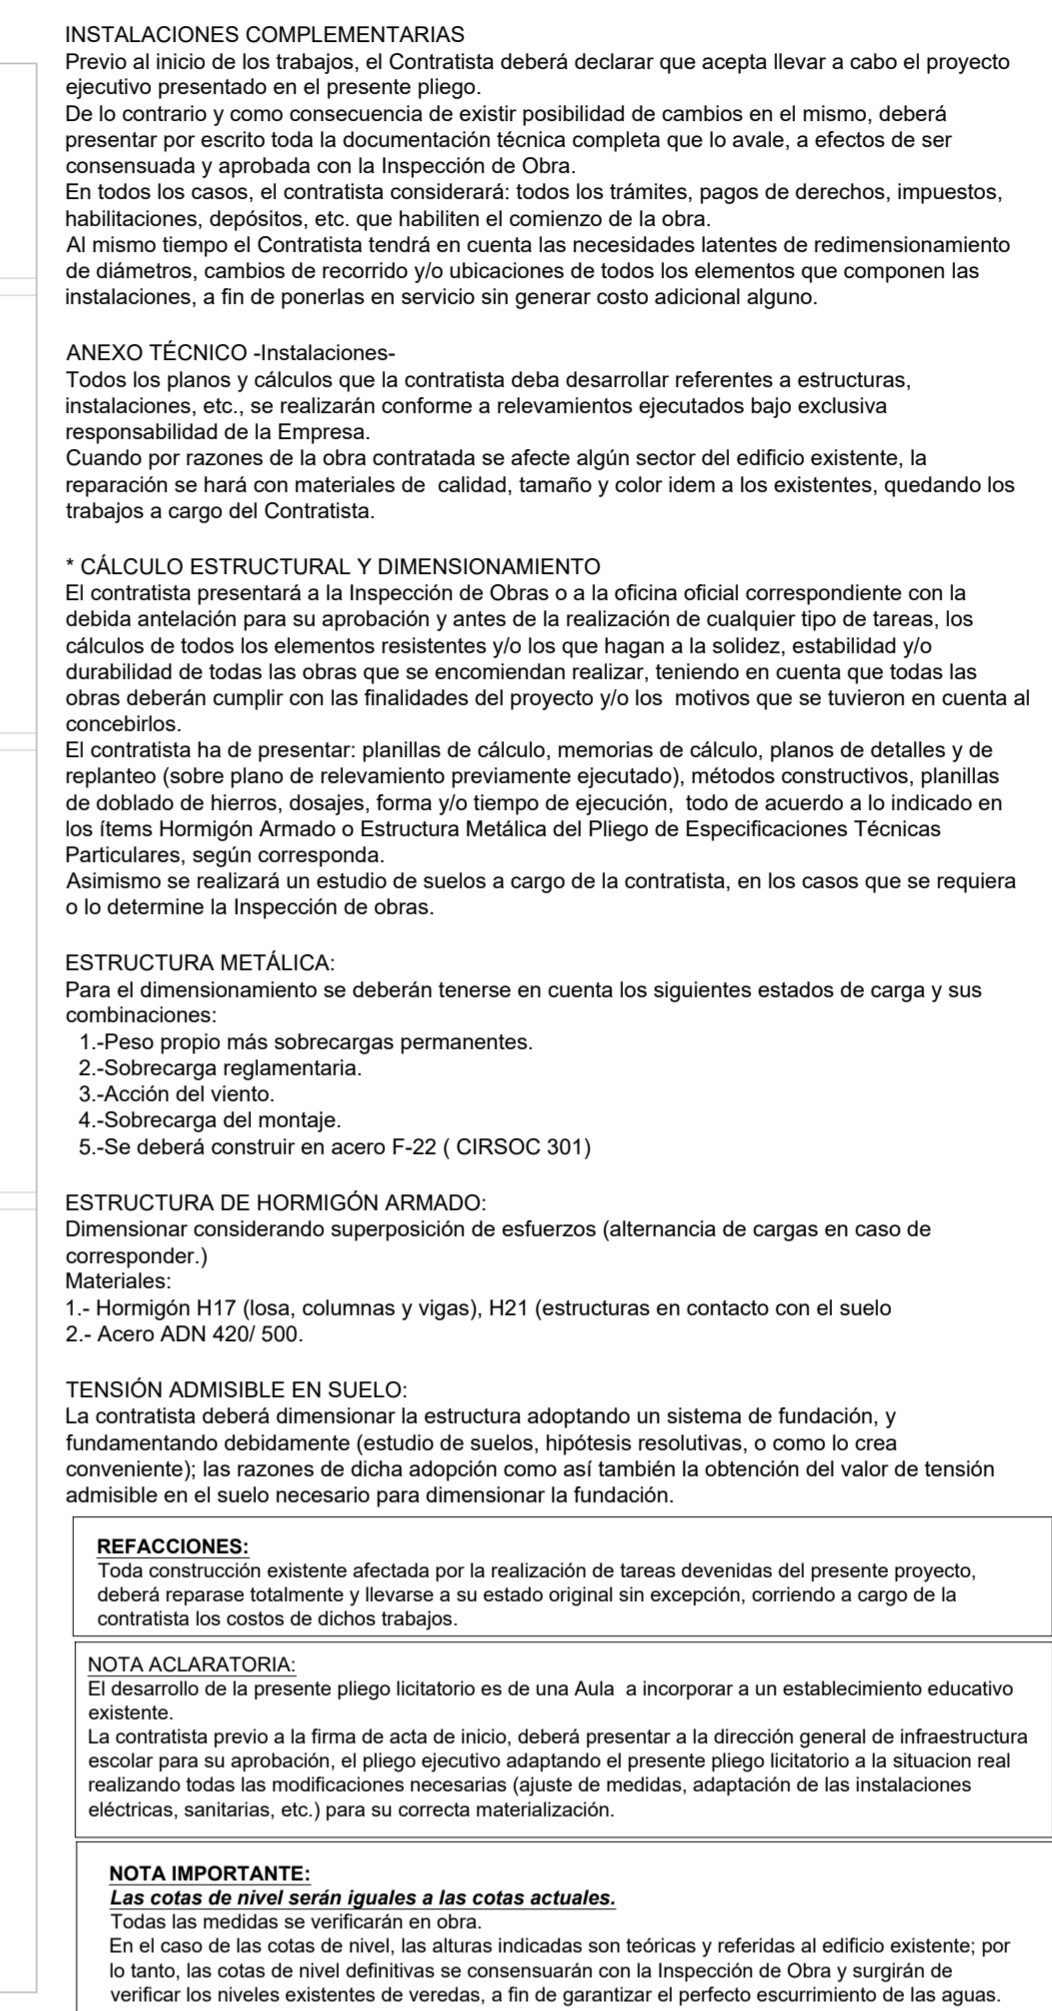 INSTALACIONES COMPLEMENTARIAS
Previo al inicio de los trabajos, el Contratista deberá declarar que acepta llevar a cabo el proyecto
ejecutivo presentado en el presente pliego.
De lo contrario y como consecuencia de existir posibilidad de cambios en el mismo, deberá
presentar por escrito toda la documentación técnica completa que lo avale, a efectos de ser
consensuada y aprobada con la Inspección de Obra.
En todos los casos, el contratista considerará: todos los trámites, pagos de derechos, impuestos,
habilitaciones, depósitos, etc. que habiliten el comienzo de la obra.
Al mismo tiempo el Contratista tendrá en cuenta las necesidades latentes de redimensionamiento
de diámetros, cambios de recorrido y/o ubicaciones de todos los elementos que componen las
instalaciones, a fin de ponerlas en servicio sin generar costo adicional alguno.
ANEXO TÉCNICO -Instalaciones-
Todos los planos y cálculos que la contratista deba desarrollar referentes a estructuras,
instalaciones, etc., se realizarán conforme a relevamientos ejecutados bajo exclusiva
responsabilidad de la Empresa.
Cuando por razones de la obra contratada se afecte algún sector del edificio existente, la
reparación se hará con materiales de  calidad, tamaño y color idem a los existentes, quedando los
trabajos a cargo del Contratista.
* CÁLCULO ESTRUCTURAL Y DIMENSIONAMIENTO
El contratista presentará a la Inspección de Obras o a la oficina oficial correspondiente con la
debida antelación para su aprobación y antes de la realización de cualquier tipo de tareas, los
cálculos de todos los elementos resistentes y/o los que hagan a la solidez, estabilidad y/o
durabilidad de todas las obras que se encomiendan realizar, teniendo en cuenta que todas las
obras deberán cumplir con las finalidades del proyecto y/o los  motivos que se tuvieron en cuenta al
concebirlos.
El contratista ha de presentar: planillas de cálculo, memorias de cálculo, planos de detalles y de
replanteo (sobre plano de relevamiento previamente ejecutado), métodos constructivos, planillas
de doblado de hierros, dosajes, forma y/o tiempo de ejecución,  todo de acuerdo a lo indicado en
los ítems Hormigón Armado o Estructura Metálica del Pliego de Especificaciones Técnicas
Particulares, según corresponda.
Asimismo se realizará un estudio de suelos a cargo de la contratista, en los casos que se requiera
o lo determine la Inspección de obras.
ESTRUCTURA METÁLICA:
Para el dimensionamiento se deberán tenerse en cuenta los siguientes estados de carga y sus
combinaciones:
1.-Peso propio más sobrecargas permanentes.
2.-Sobrecarga reglamentaria.
3.-Acción del viento.
4.-Sobrecarga del montaje.
5.-Se deberá construir en acero F-22 ( CIRSOC 301)
ESTRUCTURA DE HORMIGÓN ARMADO:
Dimensionar considerando superposición de esfuerzos (alternancia de cargas en caso de
corresponder.)
Materiales:
1.- Hormigón H17 (losa, columnas y vigas), H21 (estructuras en contacto con el suelo
2.- Acero ADN 420/ 500.
TENSIÓN ADMISIBLE EN SUELO:
La contratista deberá dimensionar la estructura adoptando un sistema de fundación, y
fundamentando debidamente (estudio de suelos, hipótesis resolutivas, o como lo crea
conveniente); las razones de dicha adopción como así también la obtención del valor de tensión
admisible en el suelo necesario para dimensionar la fundación.
REFACCIONES:
Toda construcción existente afectada por la realización de tareas devenidas del presente proyecto,
deberá reparase totalmente y llevarse a su estado original sin excepción, corriendo a cargo de la
contratista los costos de dichos trabajos.
NOTA ACLARATORIA:
El desarrollo de la presente pliego licitatorio es de una Aula  a incorporar a un establecimiento educativo
existente.
La contratista previo a la firma de acta de inicio, deberá presentar a la dirección general de infraestructura
escolar para su aprobación, el pliego ejecutivo adaptando el presente pliego licitatorio a la situacion real
realizando todas las modificaciones necesarias (ajuste de medidas, adaptación de las instalaciones
eléctricas, sanitarias, etc.) para su correcta materialización.
NOTA IMPORTANTE:
Las cotas de nivel serán iguales a las cotas actuales.
Todas las medidas se verificarán en obra.
En el caso de las cotas de nivel, las alturas indicadas son teóricas y referidas al edificio existente; por
lo tanto, las cotas de nivel definitivas se consensuarán con la Inspección de Obra y surgirán de
verificar los niveles existentes de veredas, a fin de garantizar el perfecto escurrimiento de las aguas.